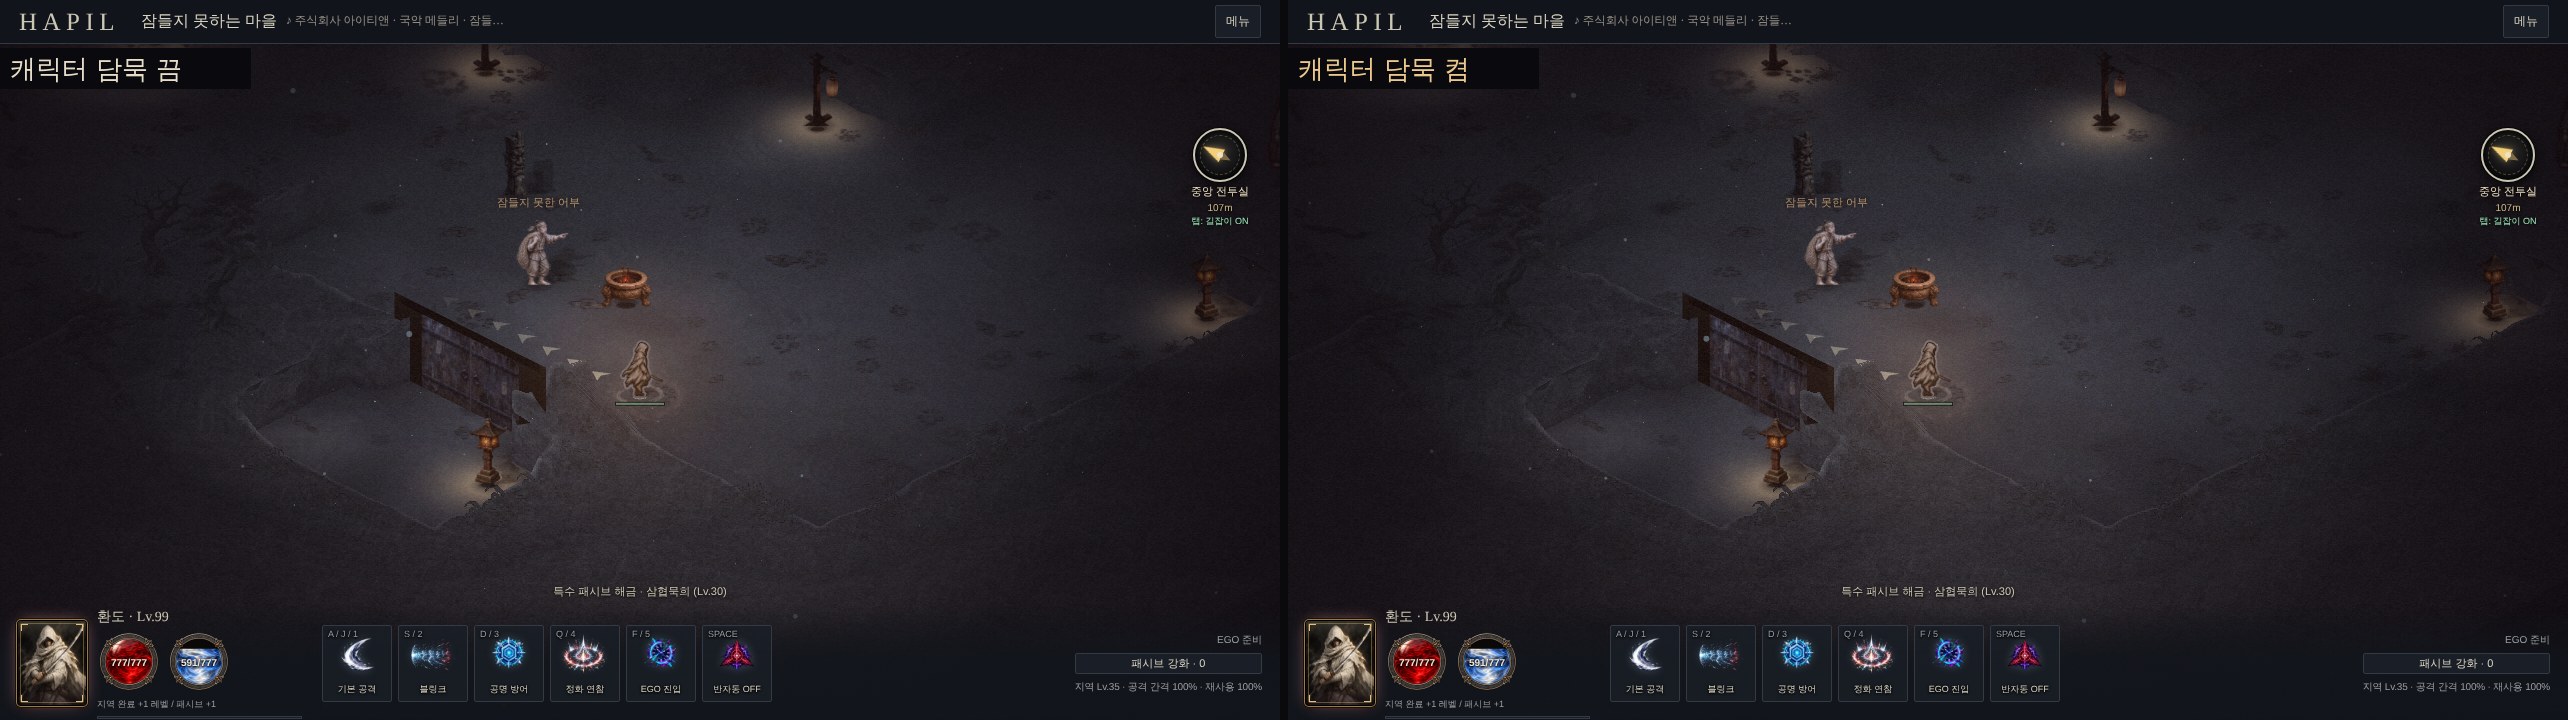 HAPIL 잠들지 못하는 마을 ♪ 주식회사 아이티앤 · 국악 메들리 · 잠들... 메뉴
캐릭터 담묵 끔
중앙 전투실
107m
탭: 길잡이 ON
잠들지 못한 어부
특수 패시브 해금 · 삼협묵희 (Lv.30)
환도 · Lv.99
777/777 591/777
지역 완료 +1 레벨 / 패시브 +1
A / J / 1 S / 2 D / 3 Q / 4 F / 5 SPACE
기본 공격 블링크 공명 방어 정화 연참 EGO 진입 반자동 OFF
EGO 준비
패시브 강화 · 0
지역 Lv.35 · 공격 간격 100% · 재사용 100%
HAPIL 잠들지 못하는 마을 ♪ 주식회사 아이티앤 · 국악 메들리 · 잠들... 메뉴
캐릭터 담묵 켬
중앙 전투실
107m
탭: 길잡이 ON
잠들지 못한 어부
특수 패시브 해금 · 삼협묵희 (Lv.30)
환도 · Lv.99
777/777 591/777
지역 완료 +1 레벨 / 패시브 +1
A / J / 1 S / 2 D / 3 Q / 4 F / 5 SPACE
기본 공격 블링크 공명 방어 정화 연참 EGO 진입 반자동 OFF
EGO 준비
패시브 강화 · 0
지역 Lv.35 · 공격 간격 100% · 재사용 100%